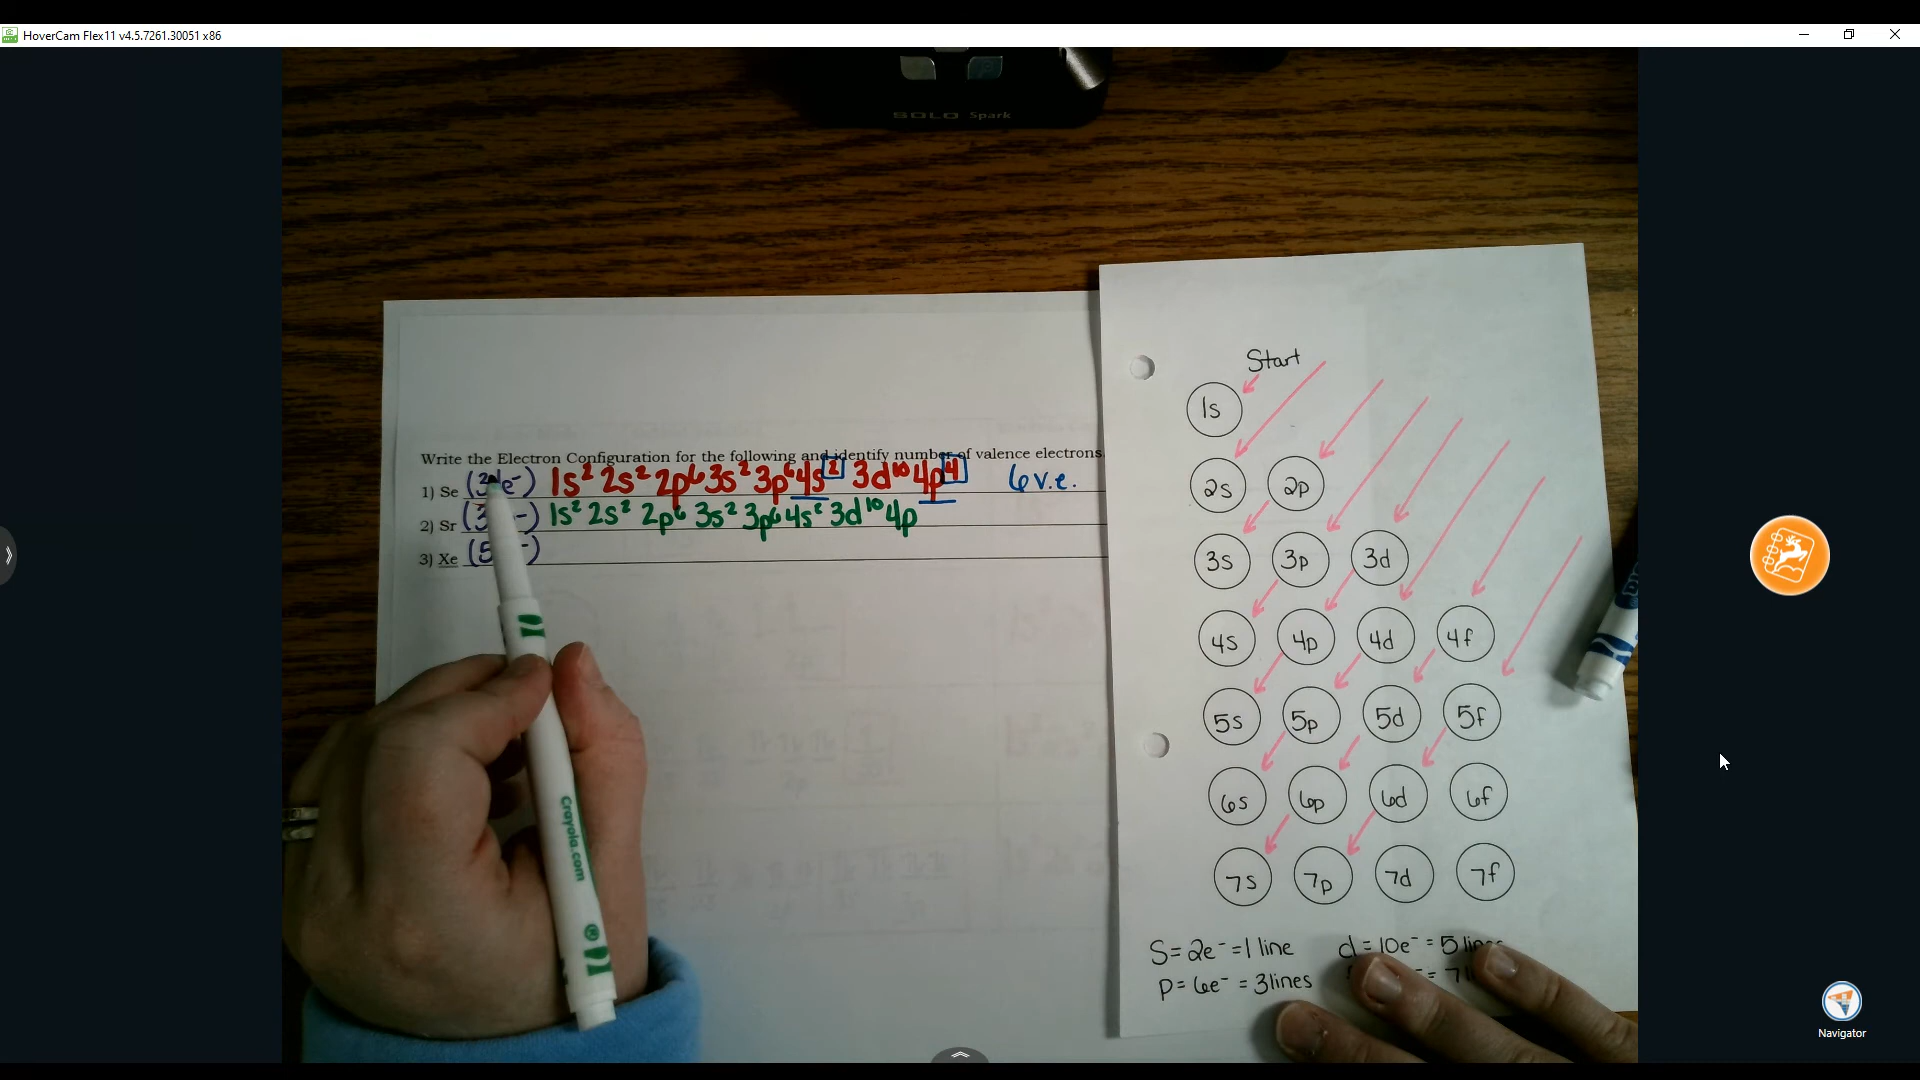 HoverCam Flex11 v4.5.7261.30051 x86
SOLO Spark
Write the Electron Configuration for the following and identify number of valence electrons.
1) Se e⁻) 1s² 2s² 2p⁶ 3s² 3p⁶ 4s² 3d¹⁰ 4p⁴ 6 v.e.
2) Sr (3 -) 1s² 2s² 2p⁶ 3s² 3p⁶ 4s² 3d¹⁰ 4p
3) Xe (5 -)
Start
1s
2s 2p
3s 3p 3d
4s 4p 4d 4f
5s 5p 5d 5f
6s 6p 6d 6f
7s 7p 7d 7f
S = 2e⁻ = 1 line d = 10e⁻ = 5 lines
P = 6e⁻ = 3 lines = 7
crayola.com
Navigator